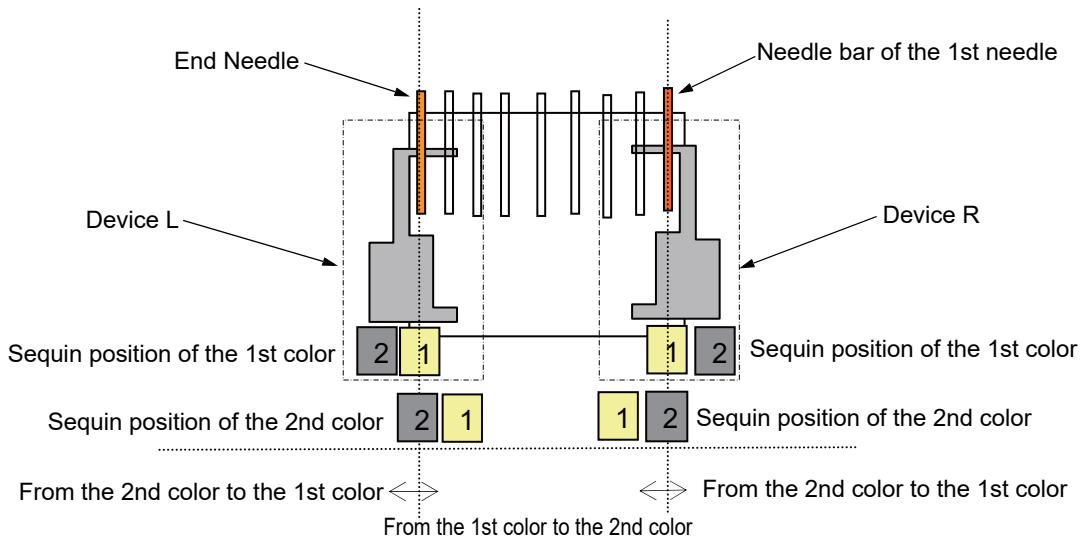 Needle bar of the 1st needle
End Needle
Device L
Device R
2 1 1 2
Sequin position of the 1st color
Sequin position of the 1st color
2 1 1 2
Sequin position of the 2nd color
Sequin position of the 2nd color
From the 2nd color to the 1st color
From the 2nd color to the 1st color
From the 1st color to the 2nd color